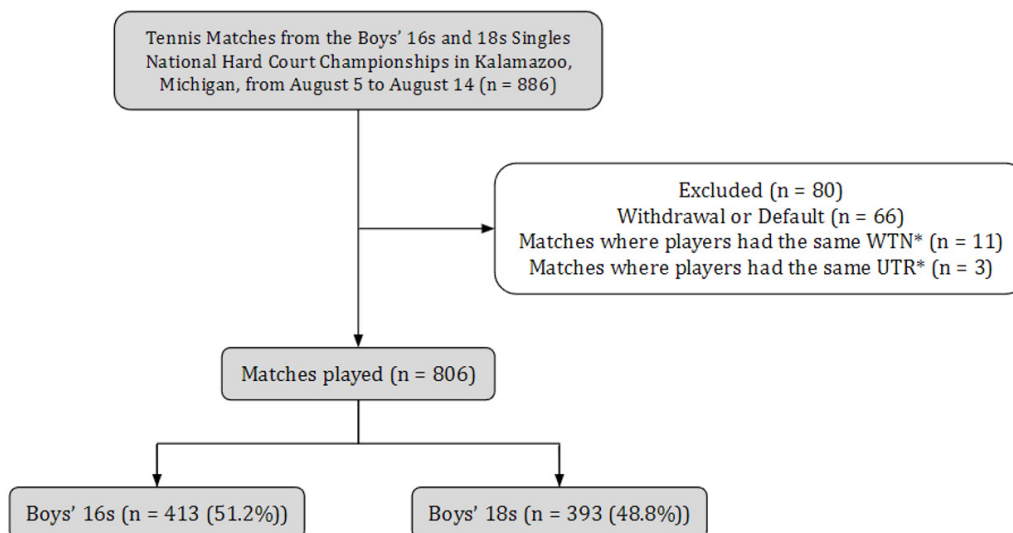 Tennis Matches from the Boys’ 16s and 18s Singles
National Hard Court Championships in Kalamazoo,
Michigan, from August 5 to August 14 (n = 886)
Excluded (n = 80)
Withdrawal or Default (n = 66)
Matches where players had the same WTN* (n = 11)
Matches where players had the same UTR* (n = 3)
Matches played (n = 806)
Boys’ 16s (n = 413 (51.2%))
Boys’ 18s (n = 393 (48.8%))